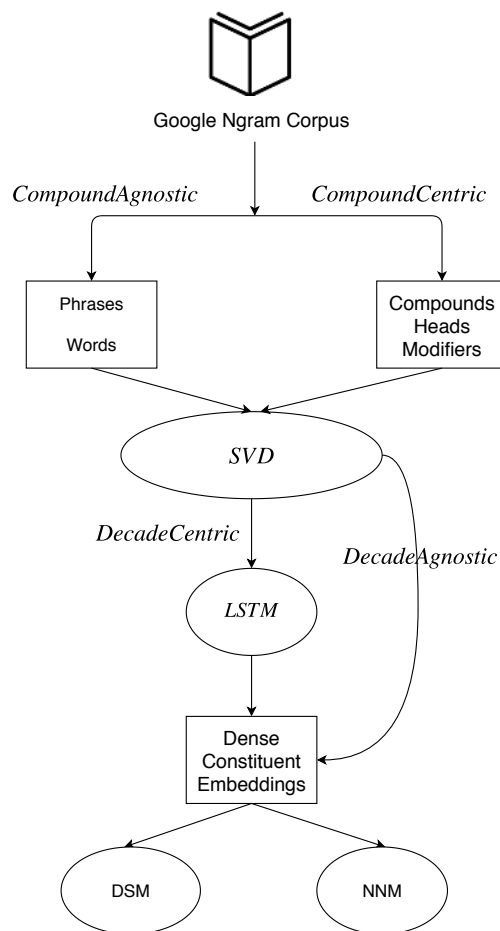 Google Ngram Corpus
CompoundAgnostic
CompoundCentric
Phrases
Words
Compounds
Heads
Modifiers
SVD
DecadeCentric
DecadeAgnostic
LSTM
Dense
Constituent
Embeddings
DSM
NNM